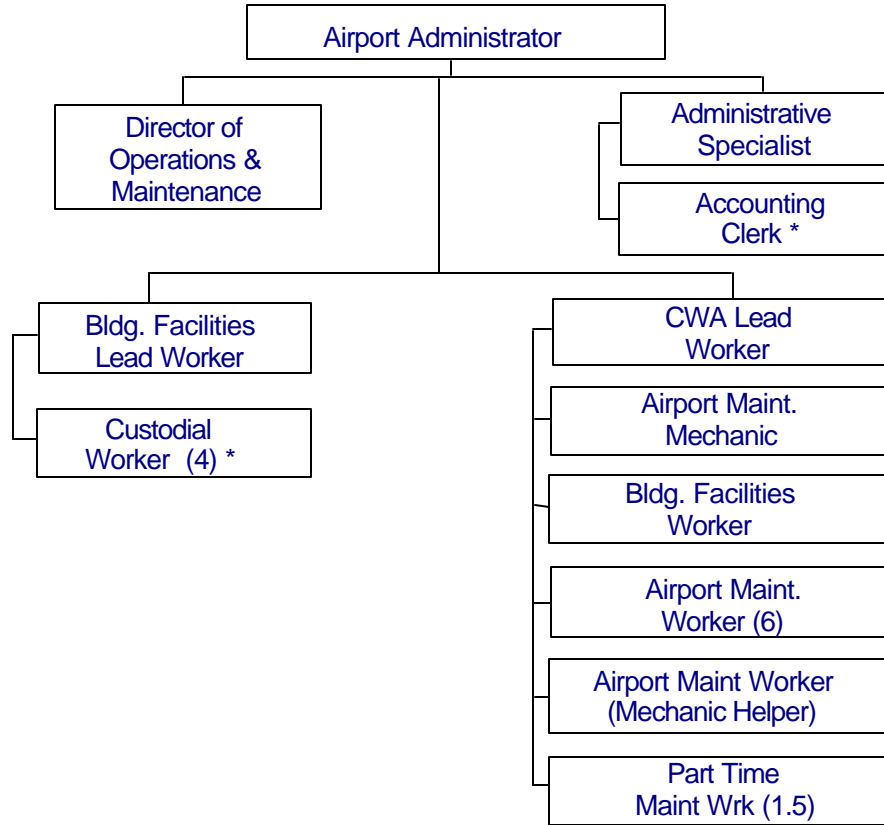 Airport Administrator
Director of
Operations &
Maintenance
Administrative
Specialist
Accounting
Clerk *
Bldg. Facilities
Lead Worker
Custodial
Worker (4) *
CWA Lead
Worker
Airport Maint.
Mechanic
Bldg. Facilities
Worker
Airport Maint.
Worker (6)
Airport Maint Worker
(Mechanic Helper)
Part Time
Maint Wrk (1.5)